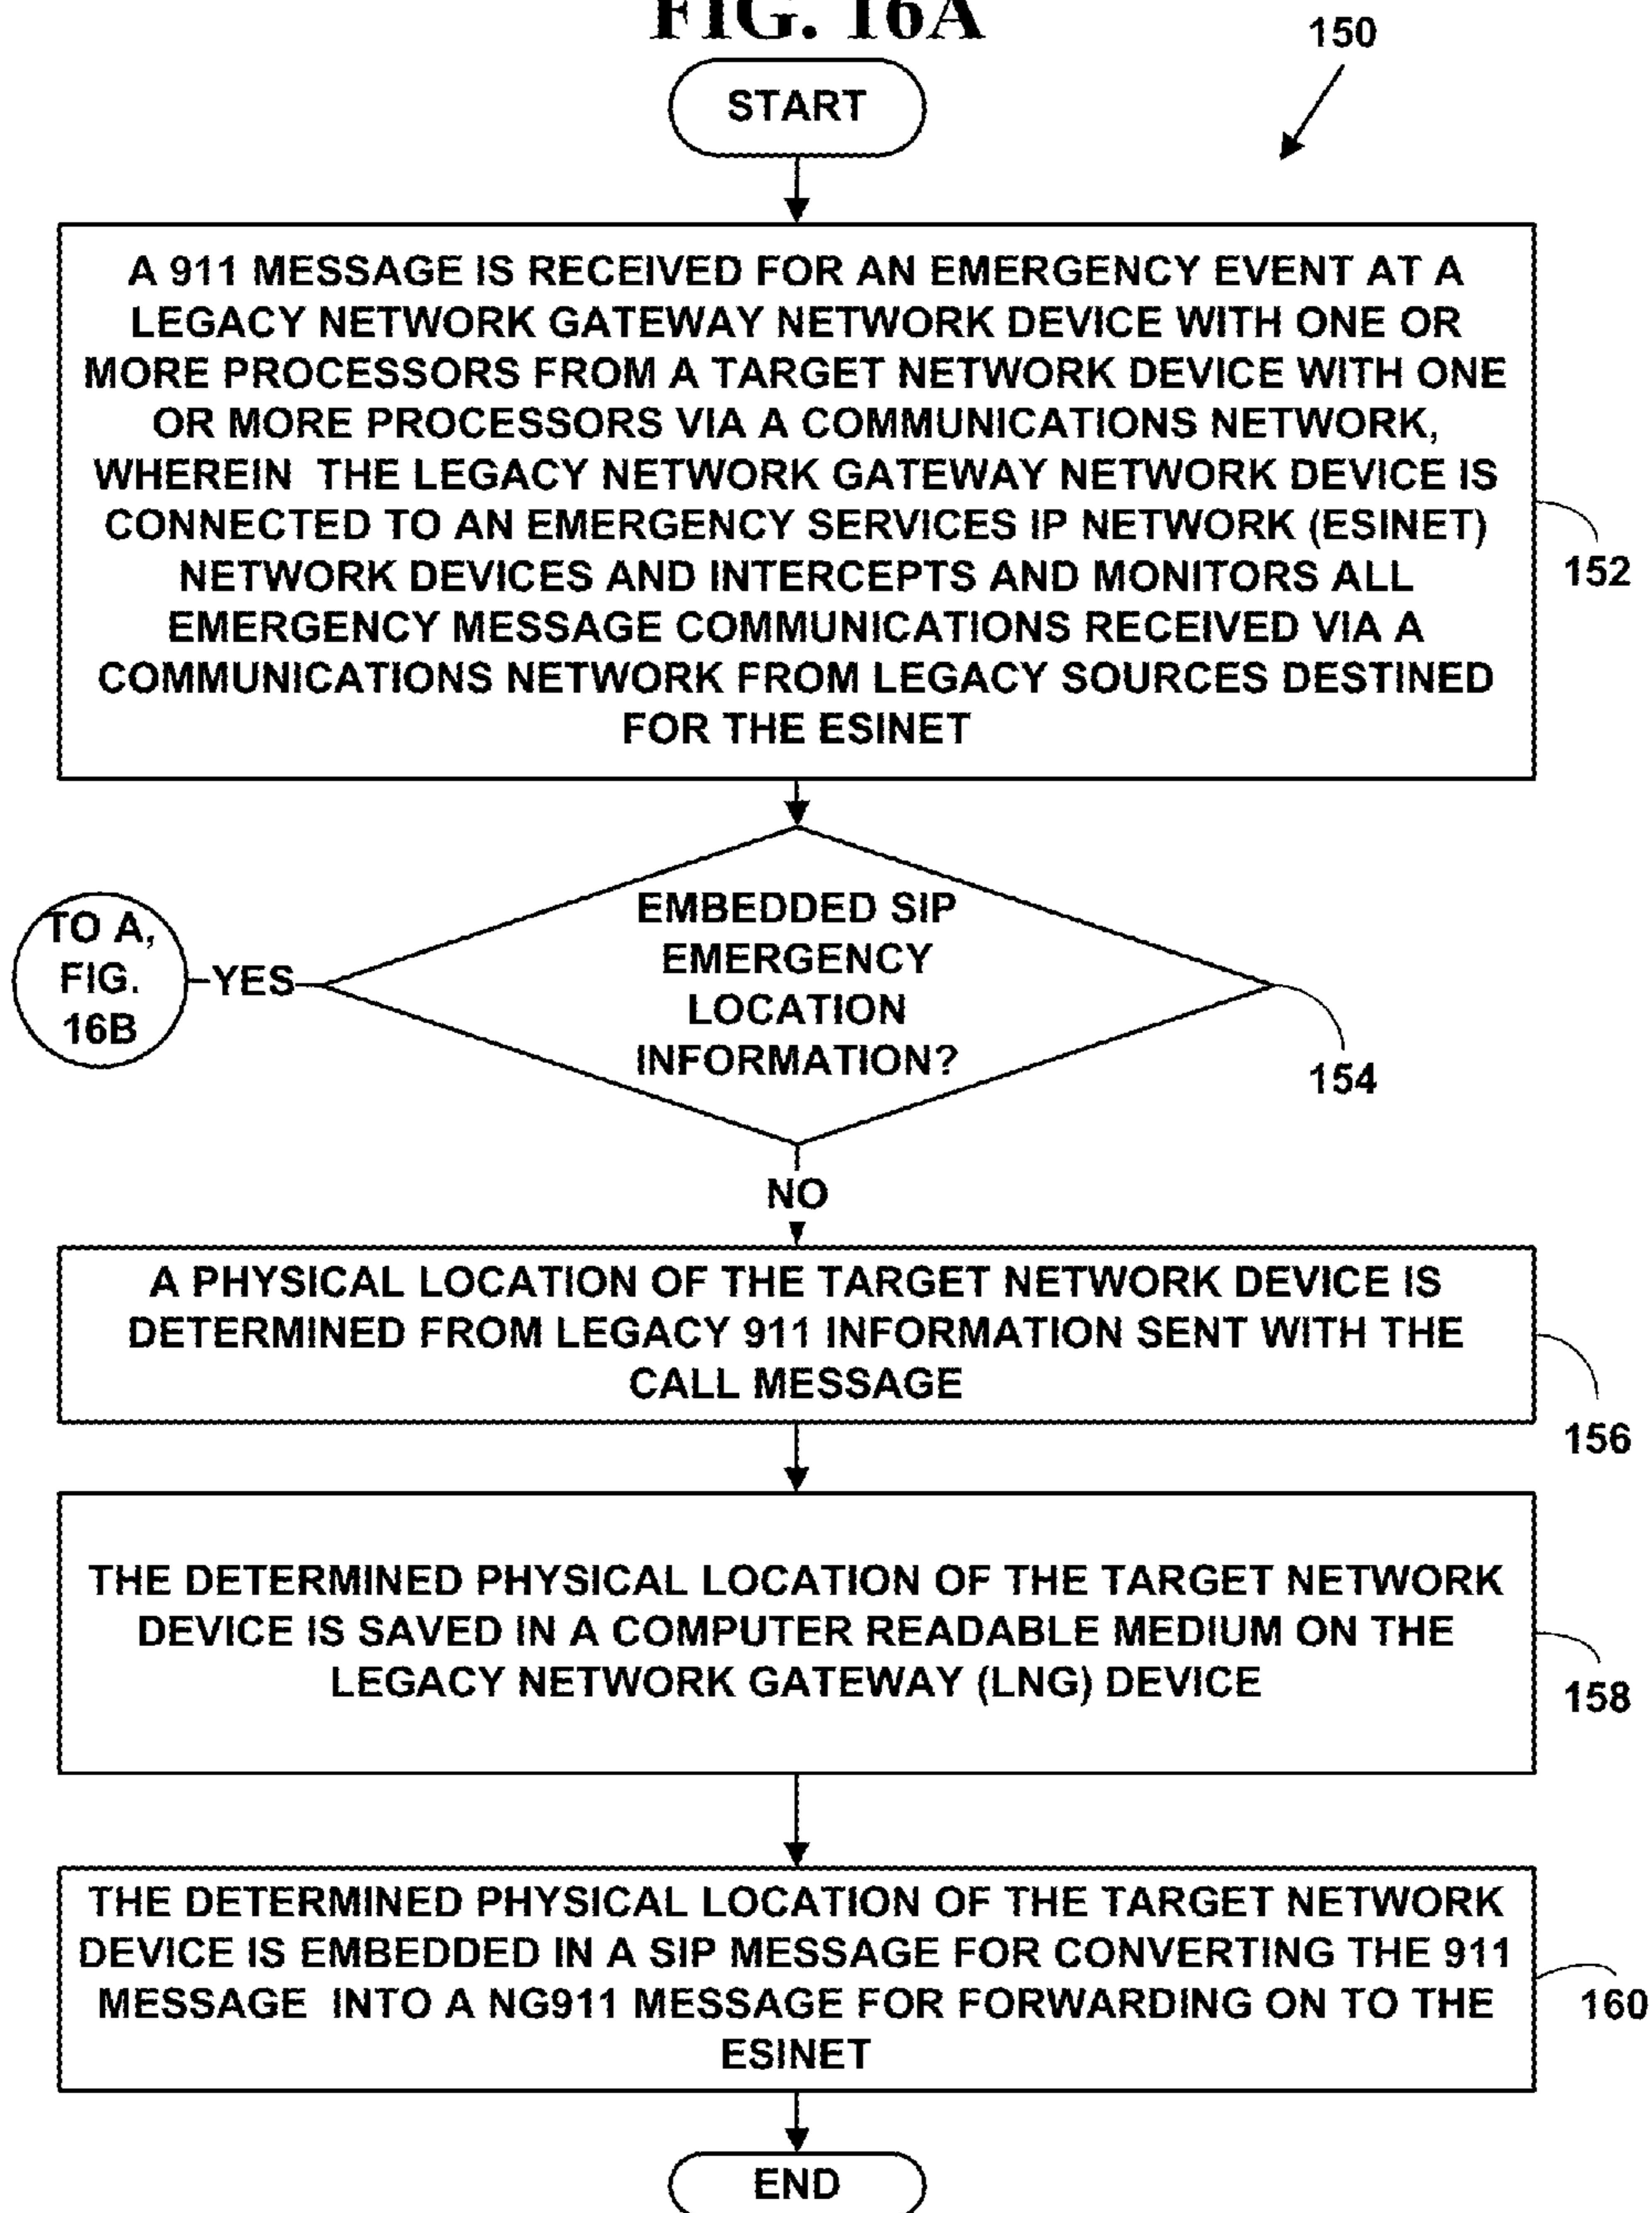 FIG. 16A
150
START
A 911 MESSAGE IS RECEIVED FOR AN EMERGENCY EVENT AT A
LEGACY NETWORK GATEWAY NETWORK DEVICE WITH ONE OR
MORE PROCESSORS FROM A TARGET NETWORK DEVICE WITH ONE
OR MORE PROCESSORS VIA A COMMUNICATIONS NETWORK,
WHEREIN THE LEGACY NETWORK GATEWAY NETWORK DEVICE IS
CONNECTED TO AN EMERGENCY SERVICES IP NETWORK (ESINET)
NETWORK DEVICES AND INTERCEPTS AND MONITORS ALL
EMERGENCY MESSAGE COMMUNICATIONS RECEIVED VIA A
COMMUNICATIONS NETWORK FROM LEGACY SOURCES DESTINED
FOR THE ESINET
152
EMBEDDED SIP
EMERGENCY
LOCATION
INFORMATION?
154
YES
TO A,
FIG.
16B
NO
A PHYSICAL LOCATION OF THE TARGET NETWORK DEVICE IS
DETERMINED FROM LEGACY 911 INFORMATION SENT WITH THE
CALL MESSAGE
156
THE DETERMINED PHYSICAL LOCATION OF THE TARGET NETWORK
DEVICE IS SAVED IN A COMPUTER READABLE MEDIUM ON THE
LEGACY NETWORK GATEWAY (LNG) DEVICE
158
THE DETERMINED PHYSICAL LOCATION OF THE TARGET NETWORK
DEVICE IS EMBEDDED IN A SIP MESSAGE FOR CONVERTING THE 911
MESSAGE INTO A NG911 MESSAGE FOR FORWARDING ON TO THE
ESINET
160
END